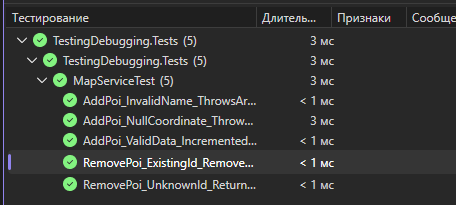 Тестирование Длитель... Признаки Сообще
TestingDebugging.Tests (5) 3 мс
TestingDebugging.Tests (5) 3 мс
MapServiceTest (5) 3 мс
AddPoi_InvalidName_ThrowsAr... < 1 мс
AddPoi_NullCoordinate_Throw... 3 мс
AddPoi_ValidData_Incremented... < 1 мс
RemovePoi_ExistingId_Remove... < 1 мс
RemovePoi_UnknownId_Return... < 1 мс